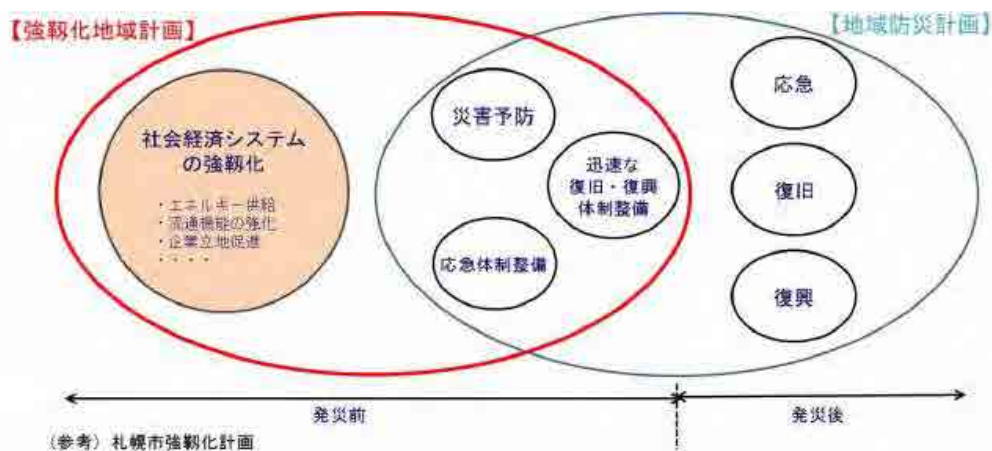 【強靱化地域計画】
【地域防災計画】
社会経済システム
の強靱化
・エネルギー供給
・流通機能の強化
・企業立地促進
・・・・・
災害予防
迅速な
復旧・復興
体制整備
応急体制整備
応急
復旧
復興
発災前
発災後
(参考) 札幌市強靱化計画